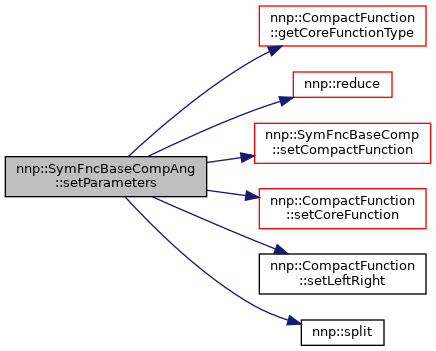 nnp::CompactFunction
::getCoreFunctionType
nnp::reduce
nnp::SymFncBaseComp
::setCompactFunction
nnp::SymFncBaseCompAng
::setParameters
nnp::CompactFunction
::setCoreFunction
nnp::CompactFunction
::setLeftRight
nnp::split